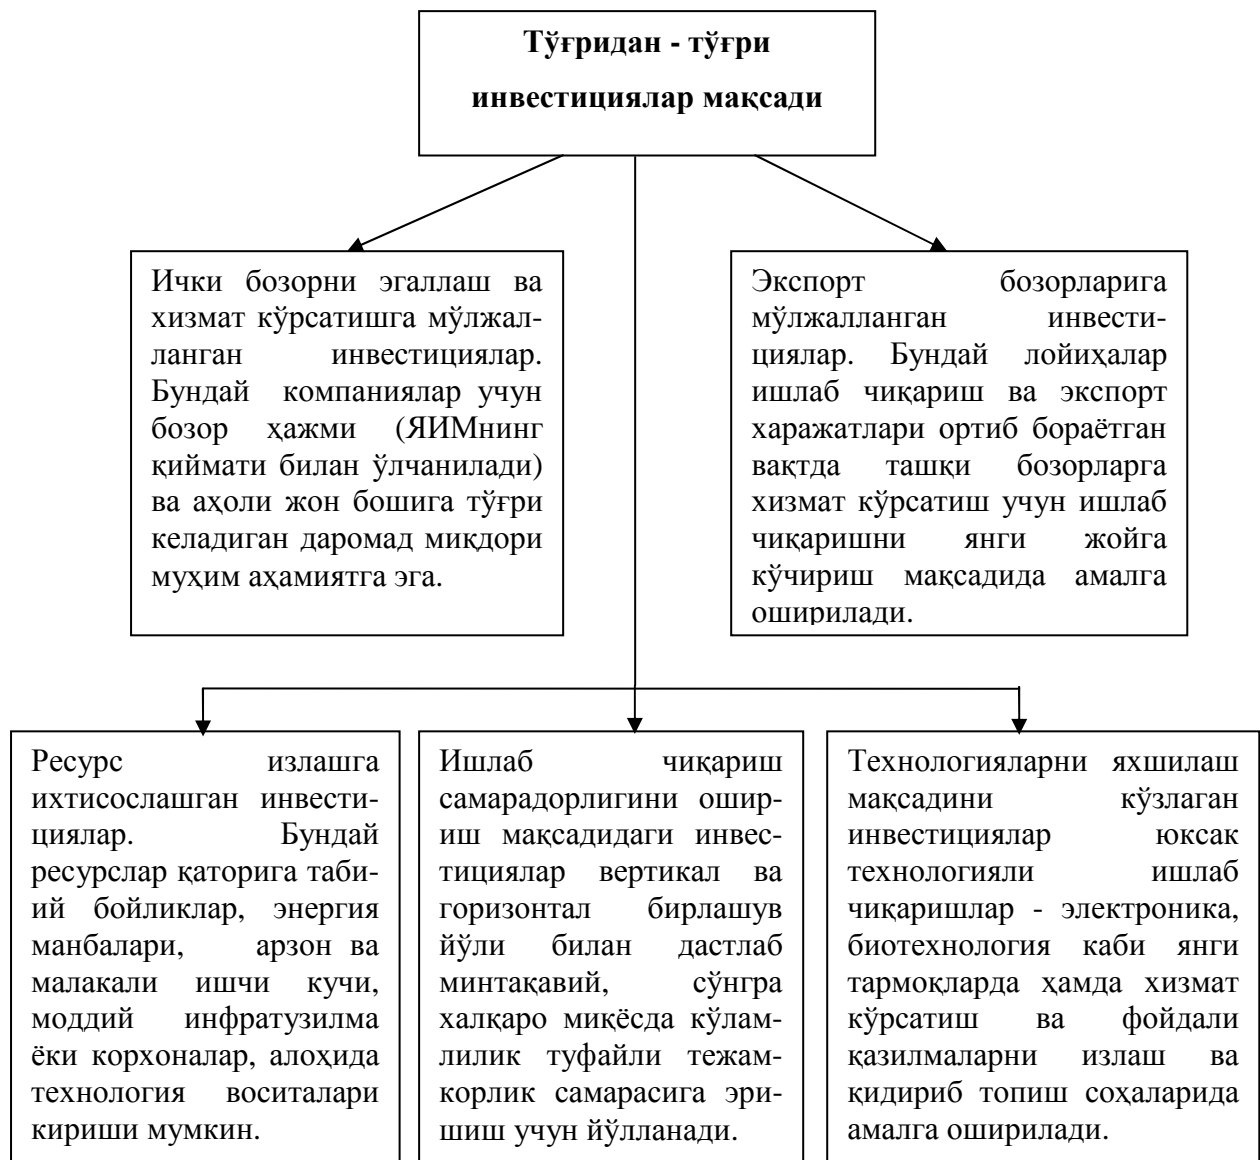 Тўғридан - тўғри
инвестициялар мақсади
Ички бозорни эгаллаш ва
хизмат кўрсатишга мўлжал-
ланган инвестициялар.
Бундай компаниялар учун
бозор ҳажми (ЯИМнинг
қиймати билан ўлчанилади)
ва аҳоли жон бошига тўғри
келадиган даромад миқдори
муҳим аҳамиятга эга.
Экспорт бозорларига
мўлжалланган инвести-
циялар. Бундай лойиҳалар
ишлаб чиқариш ва экспорт
харажатлари ортиб бораётган
вақтда ташқи бозорларга
хизмат кўрсатиш учун ишлаб
чиқаришни янги жойга
кўчириш мақсадида амалга
оширилади.
Ресурс излашга
ихтисослашган инвести-
циялар. Бундай
ресурслар қаторига таби-
ий бойликлар, энергия
манбалари, арзон ва
малакали ишчи кучи,
моддий инфратузилма
ёки корхоналар, алоҳида
технология воситалари
кириши мумкин.
Ишлаб чиқариш
самарадорлигини ошир-
иш мақсадидаги инвес-
тициялар вертикал ва
горизонтал бирлашув
йўли билан дастлаб
минтақавий, сўнгра
халқаро миқёсда кўлам-
лилик туфайли тежам-
корлик самарасига эри-
шиш учун йўлланади.
Технологияларни яхшилаш
мақсадини кўзлаган
инвестициялар юксак
технологияли ишлаб
чиқаришлар - электроника,
биотехнология каби янги
тармоқларда ҳамда хизмат
кўрсатиш ва фойдали
қазилмаларни излаш ва
қидириб топиш соҳаларида
амалга оширилади.